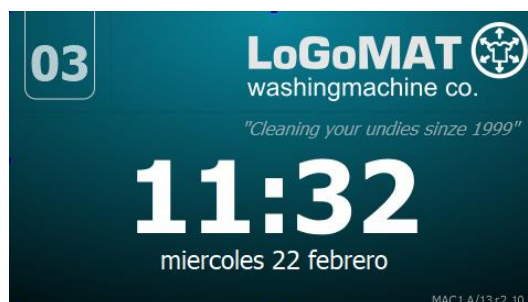 03
LoGoMAT
washingmachine co.
"Cleaning your undies sinze 1999"
11:32
miercoles 22 febrero